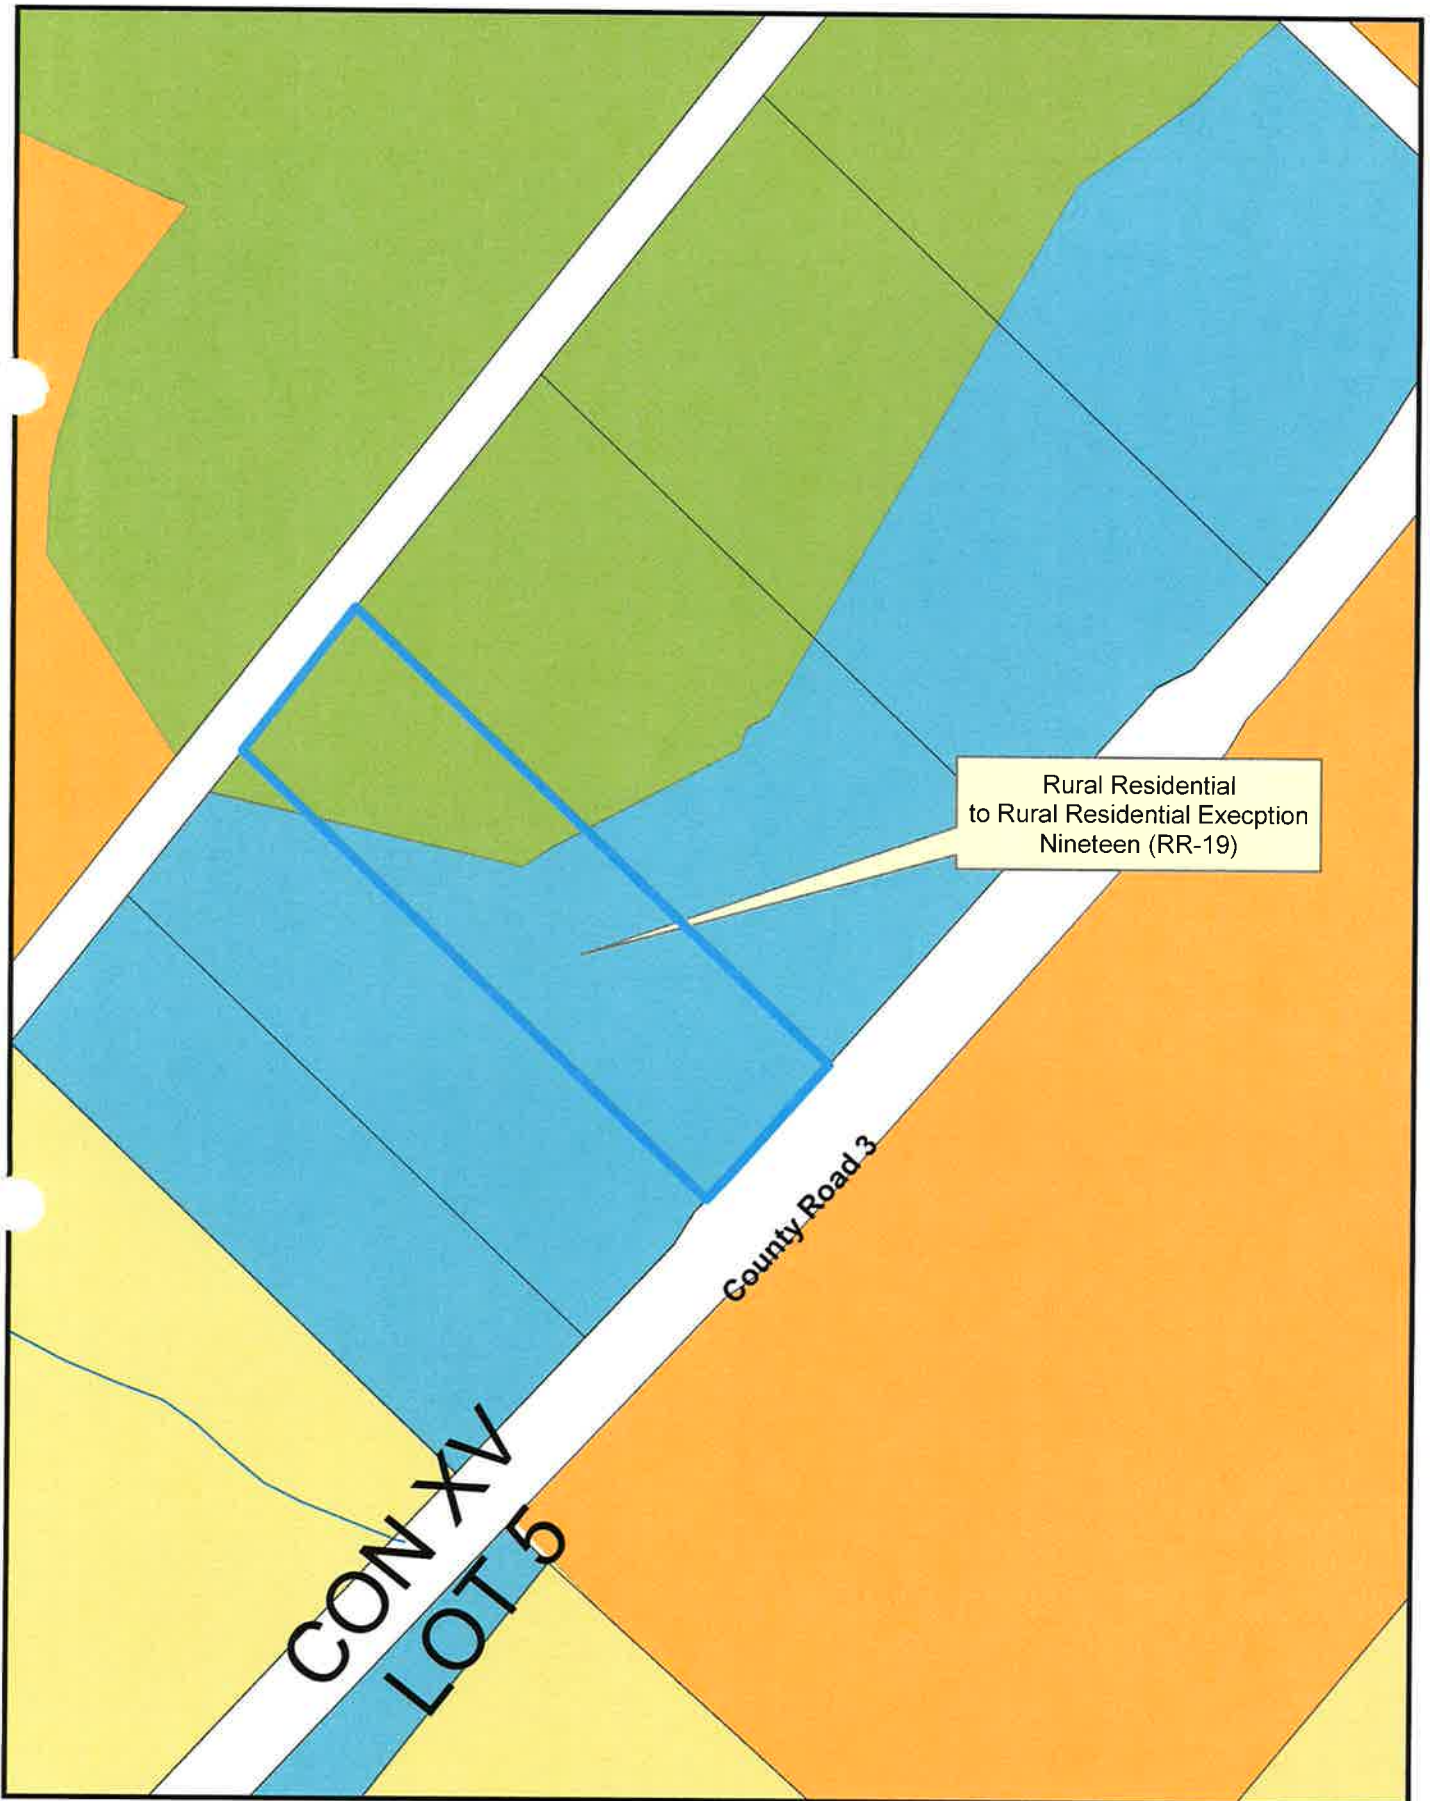 Rural Residential
to Rural Residential Execption
Nineteen (RR-19)
County Road 3
CON XV
LOT 5